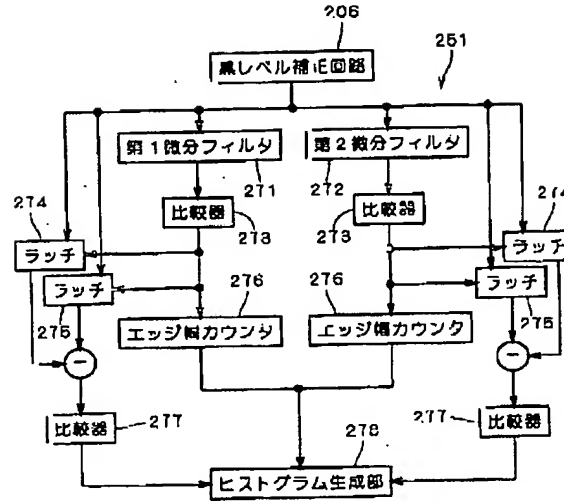 206
黒レベル補正回路
251
第1微分フィルタ
第2微分フィルタ
271
272
比較器
比較器
273
273
274
274
ラッチ
ラッチ
ラッチ
ラッチ
275
275
276
276
エッジ幅カウンタ
エッジ幅カウンタ
−
−
比較器
277
277
比較器
278
ヒストグラム生成部